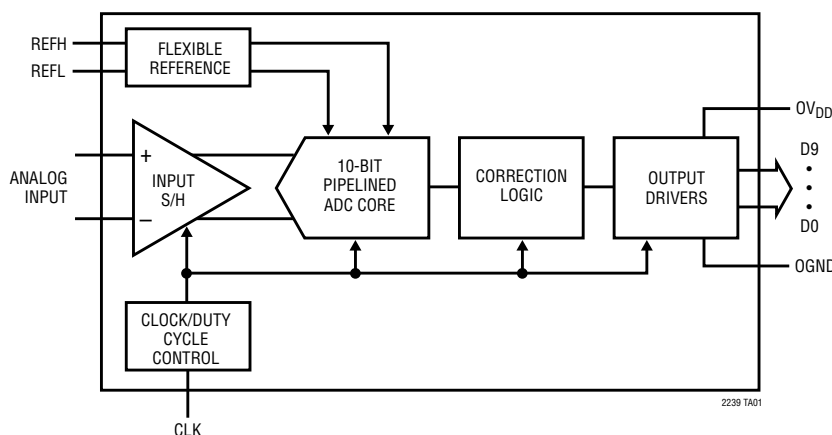 REFH
REFL
FLEXIBLE
REFERENCE
ANALOG
INPUT
+
−
INPUT
S/H
10-BIT
PIPELINED
ADC CORE
CORRECTION
LOGIC
OUTPUT
DRIVERS
OVDD
D9
•
•
•
D0
OGND
CLOCK/DUTY
CYCLE
CONTROL
CLK
2239 TA01